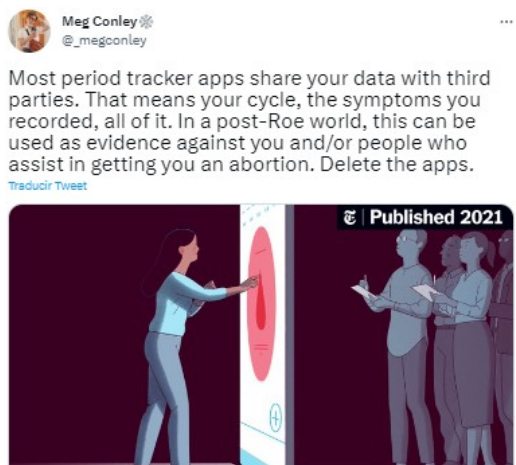 Meg Conley
@_megconley
Most period tracker apps share your data with third
parties. That means your cycle, the symptoms you
recorded, all of it. In a post-Roe world, this can be
used as evidence against you and/or people who
assist in getting you an abortion. Delete the apps.
Traducir Tweet
T | Published 2021